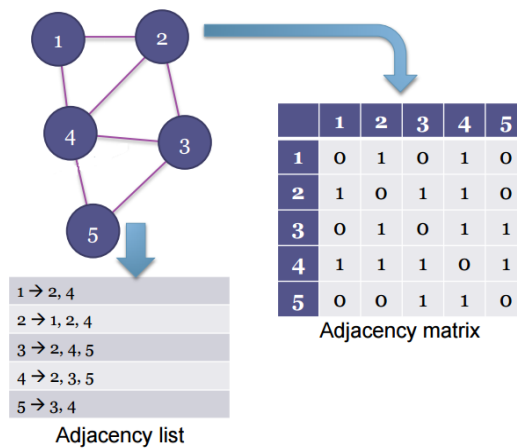 1
2
4
3
5
1 2 3 4 5
1 0 1 0 1 0
2 1 0 1 1 0
3 0 1 0 1 1
4 1 1 1 0 1
5 0 0 1 1 0
Adjacency matrix
1 → 2, 4
2 → 1, 2, 4
3 → 2, 4, 5
4 → 2, 3, 5
5 → 3, 4
Adjacency list